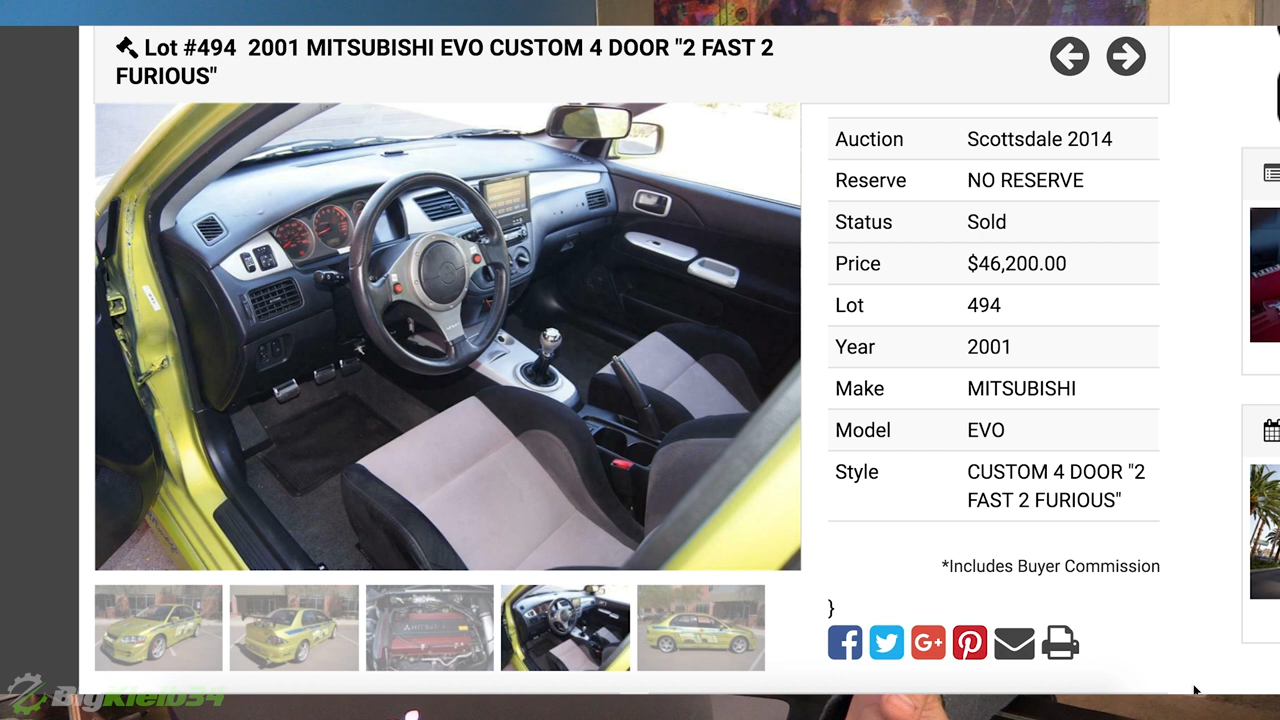 Lot #494 2001 MITSUBISHI EVO CUSTOM 4 DOOR "2 FAST 2
FURIOUS"
Auction Scottsdale 2014
Reserve NO RESERVE
Status Sold
Price $46,200.00
Lot 494
Year 2001
Make MITSUBISHI
Model EVO
Style CUSTOM 4 DOOR "2
FAST 2 FURIOUS"
*Includes Buyer Commission
}
BigKleib34